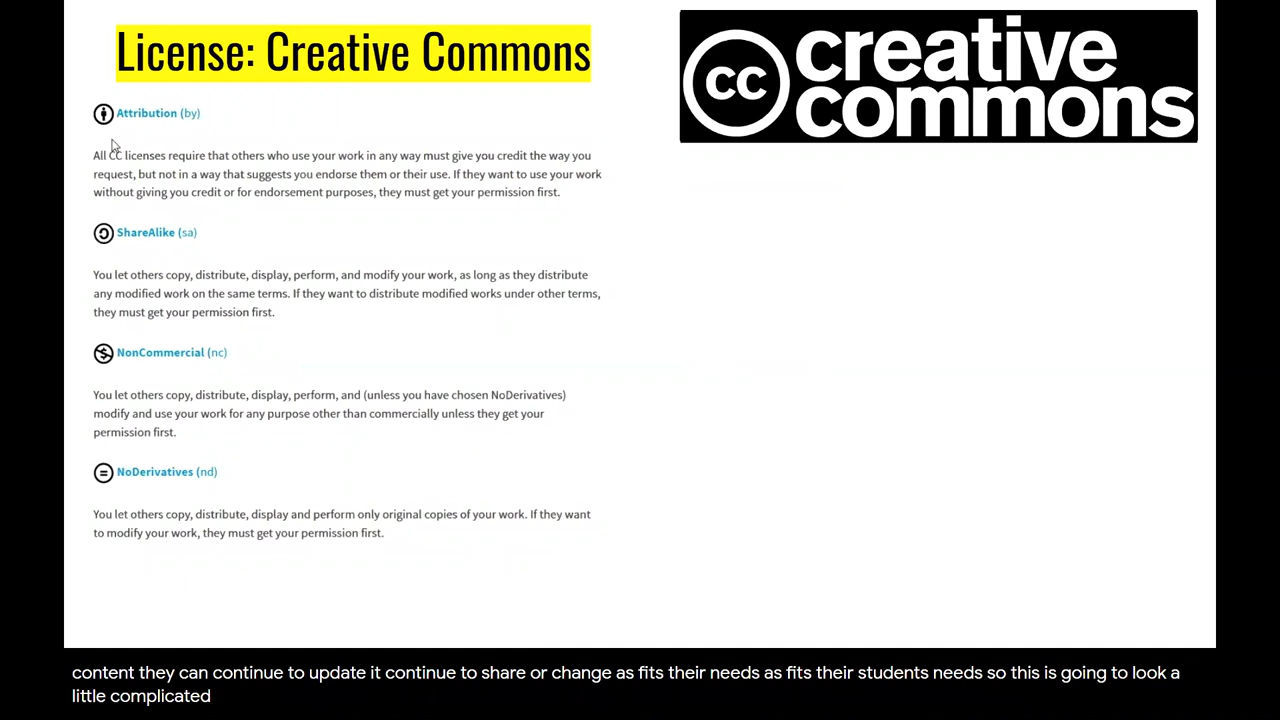 License: Creative Commons
Attribution (by)
All CC licenses require that others who use your work in any way must give you credit the way you
request, but not in a way that suggests you endorse them or their use. If they want to use your work
without giving you credit or for endorsement purposes, they must get your permission first.
ShareAlike (sa)
You let others copy, distribute, display, perform, and modify your work, as long as they distribute
any modified work on the same terms. If they want to distribute modified works under other terms,
they must get your permission first.
NonCommercial (nc)
You let others copy, distribute, display, perform, and (unless you have chosen NoDerivatives)
modify and use your work for any purpose other than commercially unless they get your
permission first.
NoDerivatives (nd)
You let others copy, distribute, display and perform only original copies of your work. If they want
to modify your work, they must get your permission first.
cc creative
commons
content they can continue to update it continue to share or change as fits their needs as fits their students needs so this is going to look a
little complicated